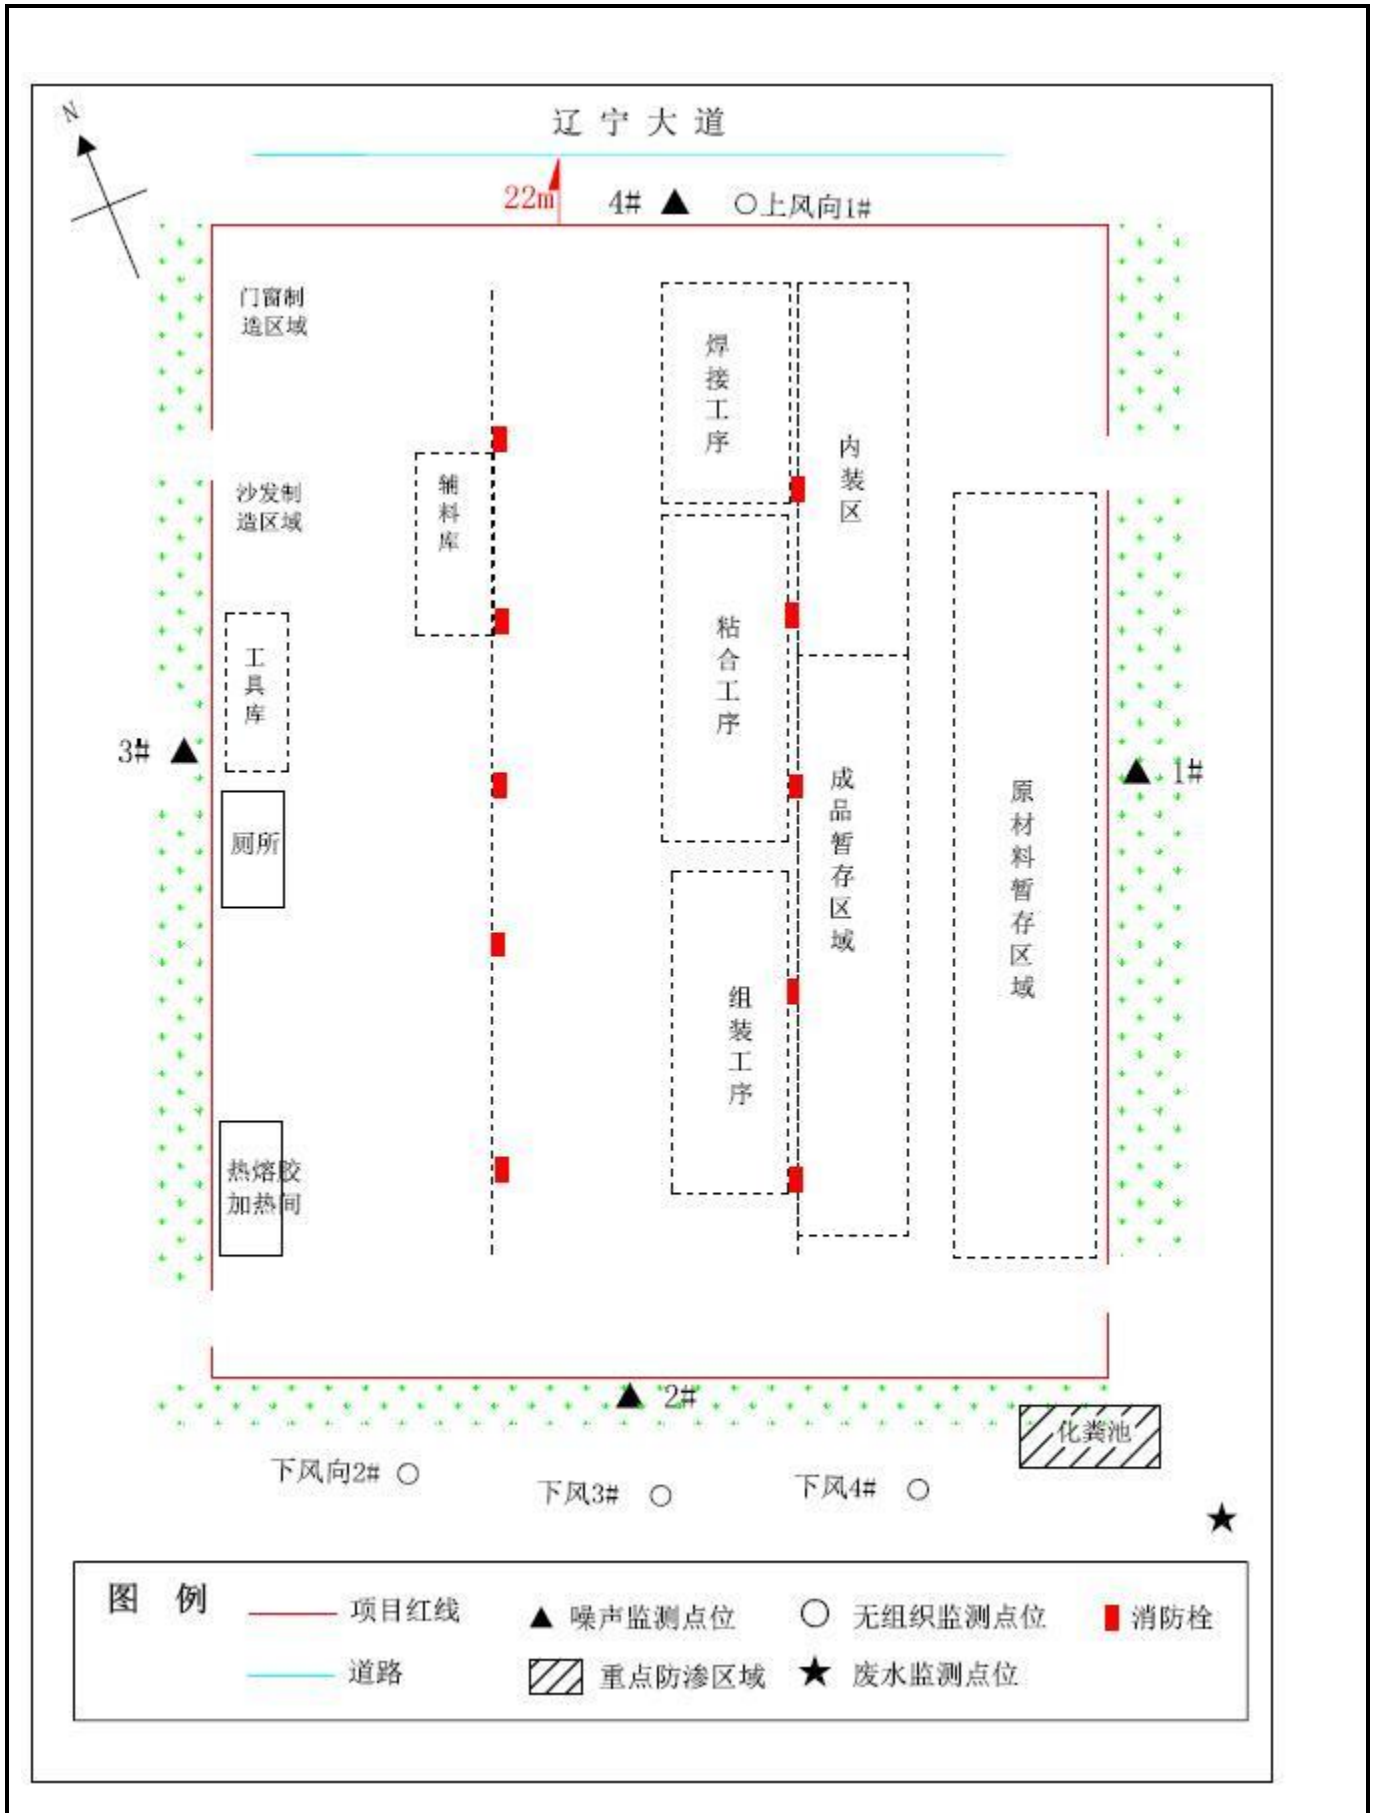 N
辽宁大道
22m
4#
上风向1#
门窗制
造区域
焊接工序
内装区
沙发制
造区域
辅料库
工具库
粘合工序
3#
1#
成品暂存区域
原材料暂存区域
厕所
组装工序
热熔胶
加热间
2#
化粪池
下风向2#
下风3#
下风4#
图 例
项目红线
噪声监测点位
无组织监测点位
消防栓
道路
重点防渗区域
废水监测点位